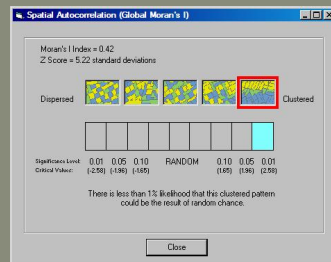 Spatial Autocorrelation (Global Moran's I)
Moran's I Index = 0.42
Z Score = 5.22 standard deviations
Dispersed
Clustered
Significance Level: 0.01 0.05 0.10 RANDOM 0.10 0.05 0.01
Critical Values: (-2.58) (-1.96) (-1.65) (1.65) (1.96) (2.58)
There is less than 1% likelihood that this clustered pattern
could be the result of random chance.
Close